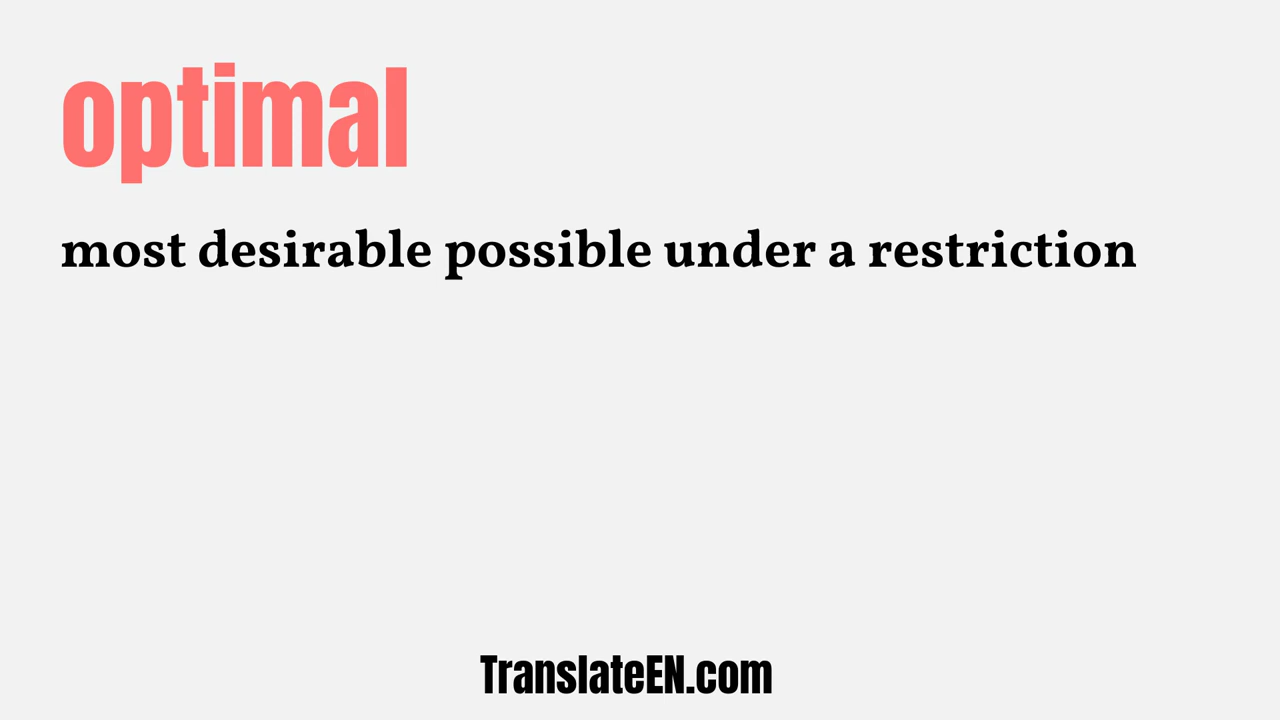 optimal
most desirable possible under a restriction
TranslateEN.com